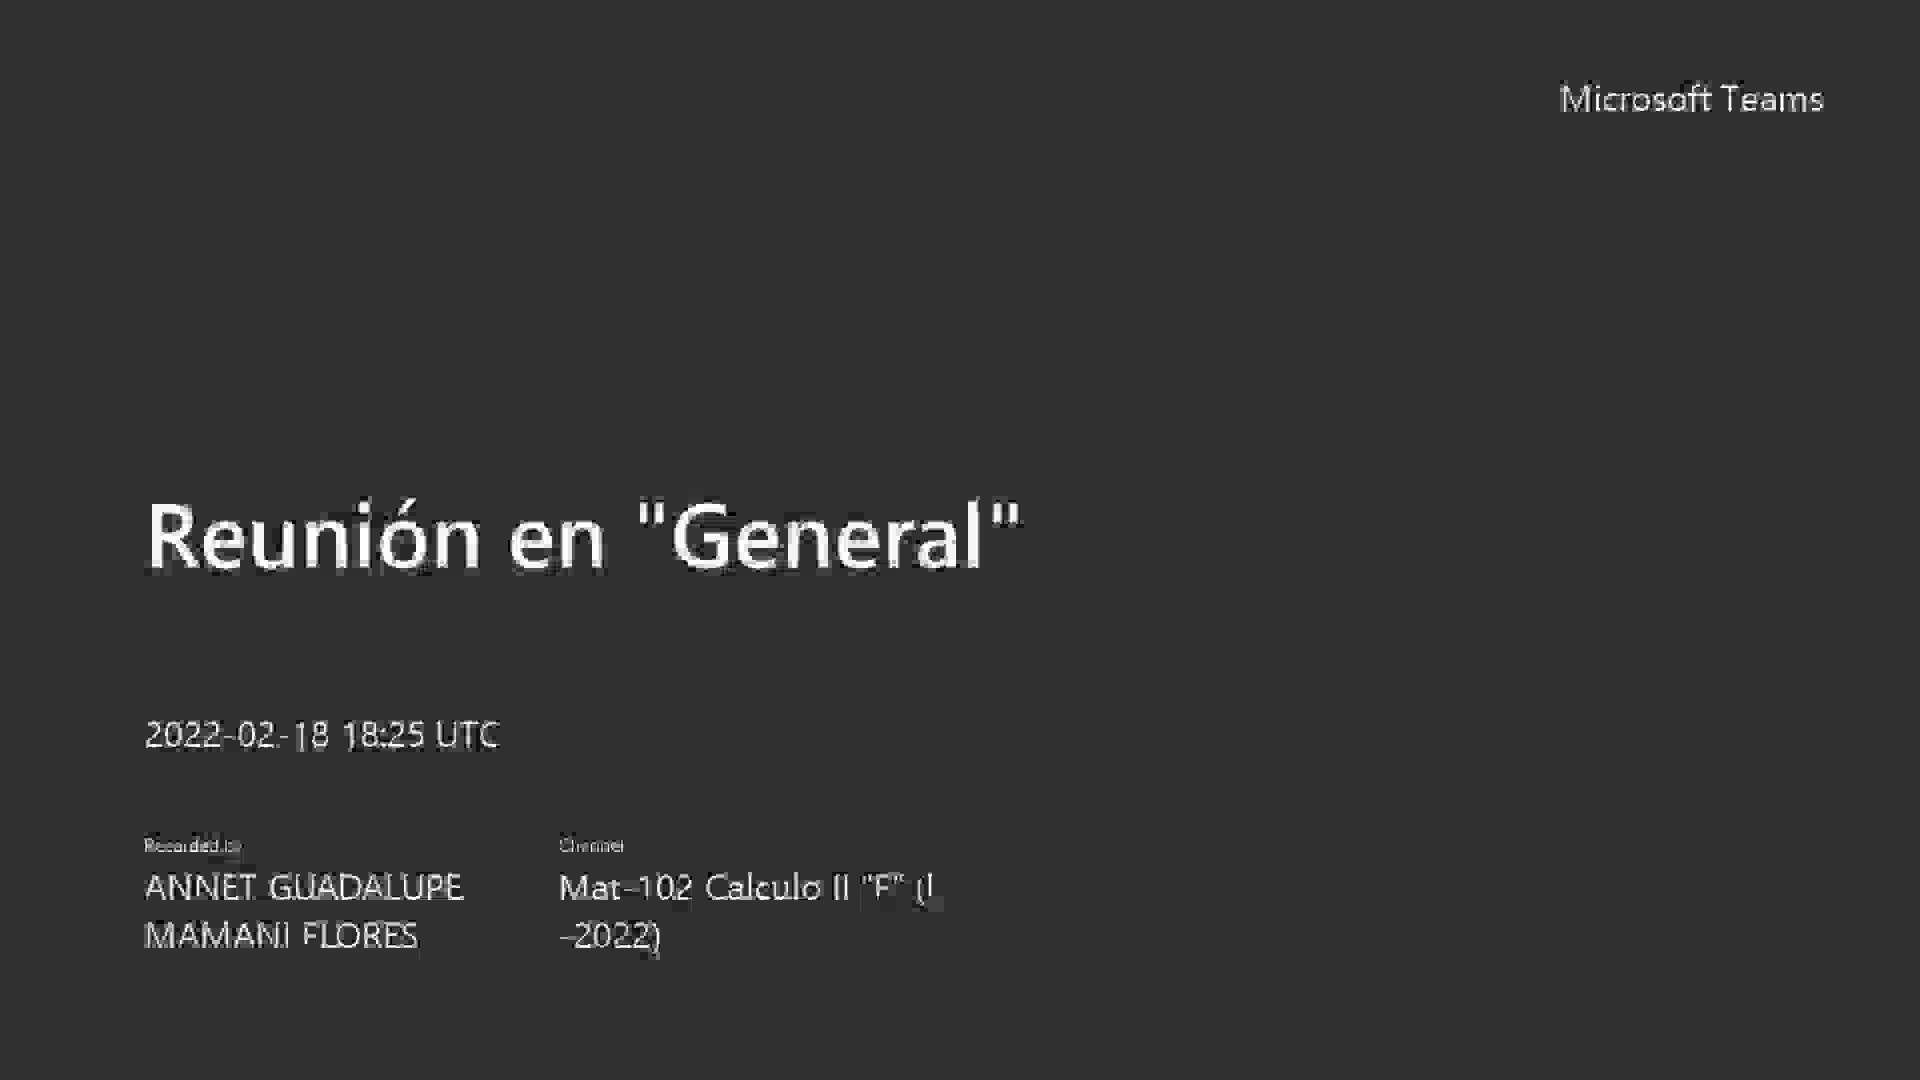 Microsoft Teams
Reunión en "General"
2022-02-18 18:25 UTC
Recorded by
Channel
ANNET GUADALUPE
MAMANI FLORES
Mat-102 Calculo II "F" (I
-2022)